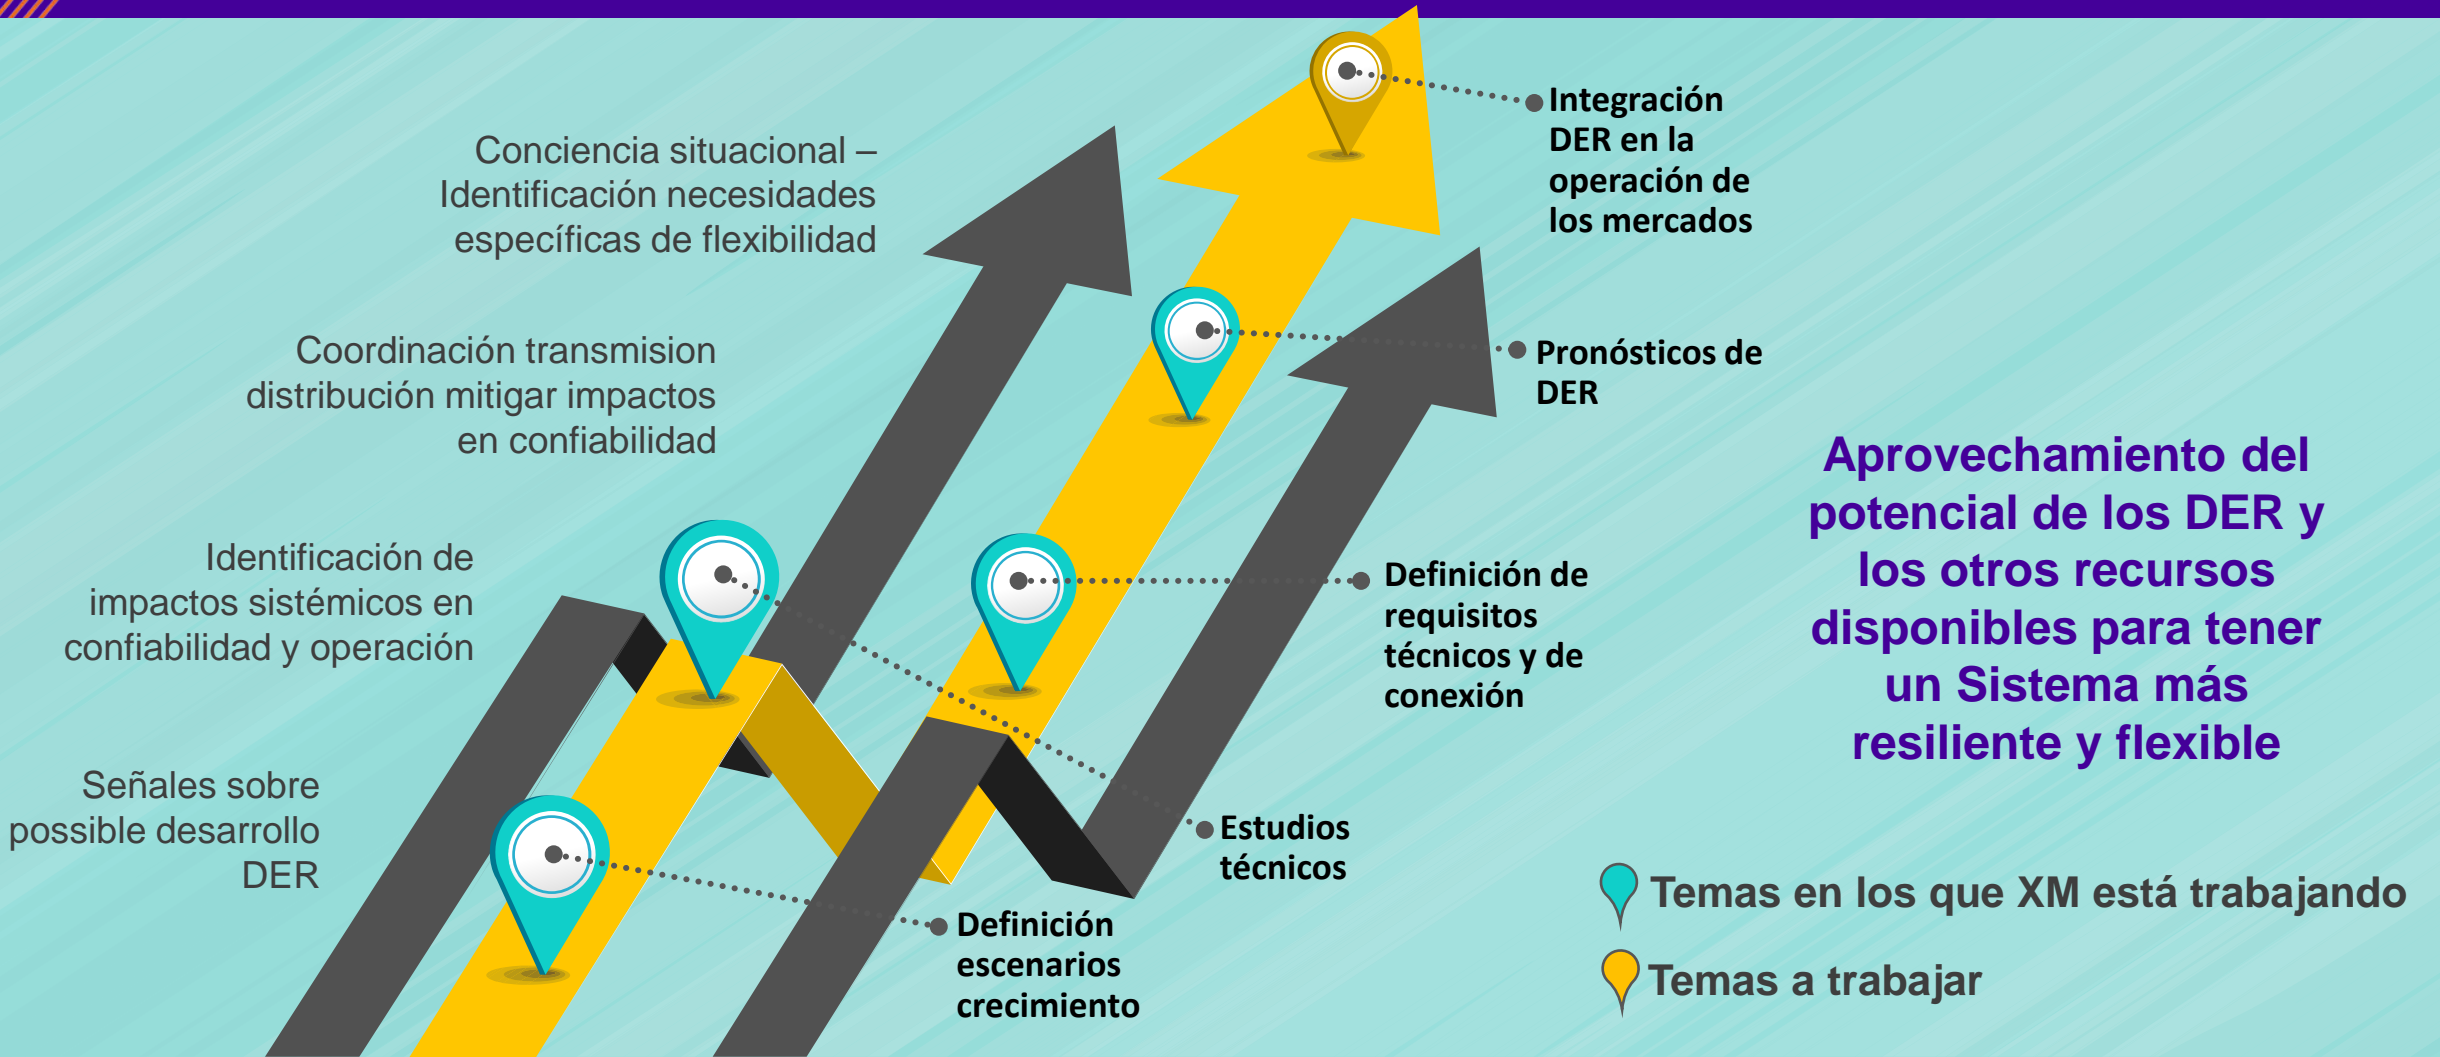 Conciencia situacional –
Identificación necesidades
específicas de flexibilidad
Coordinación transmision
distribución mitigar impactos
en confiabilidad
Identificación de
impactos sistémicos en
confiabilidad y operación
Señales sobre
possible desarrollo
DER
Integración
DER en la
operación de
los mercados
Pronósticos de
DER
Definición de
requisitos
técnicos y de
conexión
Estudios
técnicos
Definición
escenarios
crecimiento
Aprovechamiento del
potencial de los DER y
los otros recursos
disponibles para tener
un Sistema más
resiliente y flexible
Temas en los que XM está trabajando
Temas a trabajar